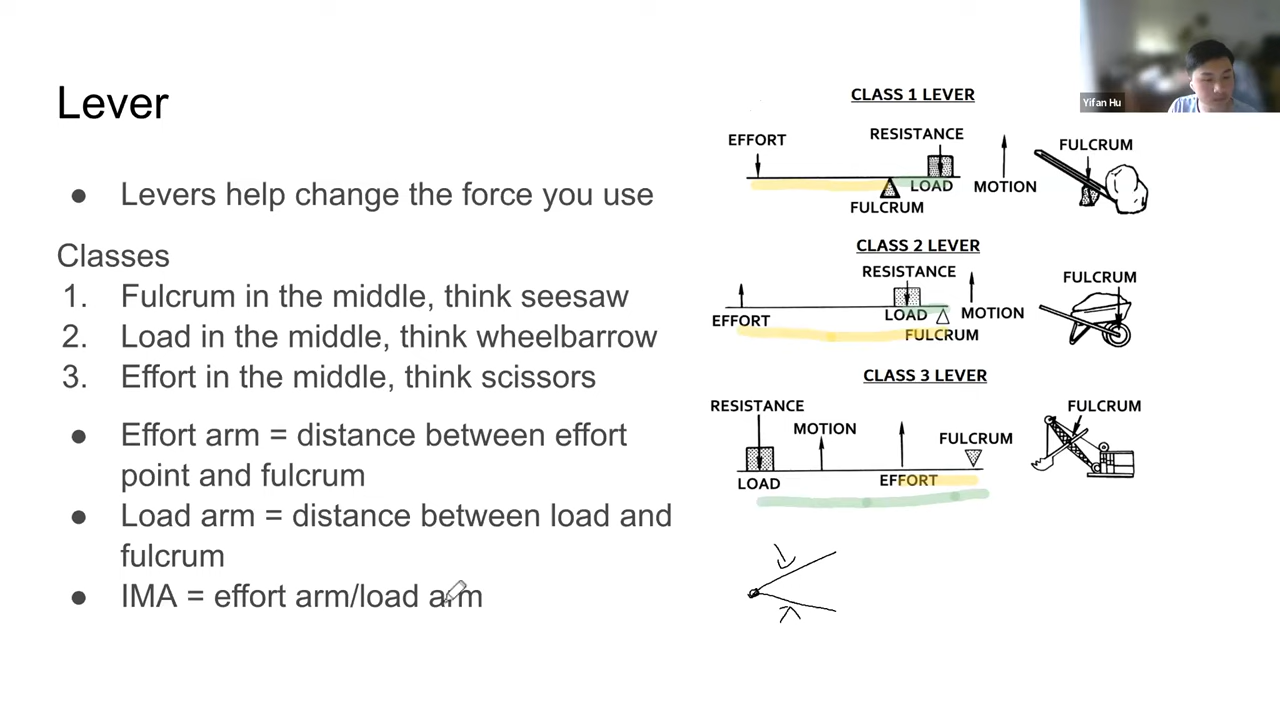 Lever
● Levers help change the force you use
Classes
1. Fulcrum in the middle, think seesaw
2. Load in the middle, think wheelbarrow
3. Effort in the middle, think scissors
● Effort arm = distance between effort
point and fulcrum
● Load arm = distance between load and
fulcrum
● IMA = effort arm/load arm
CLASS 1 LEVER
EFFORT
RESISTANCE
LOAD
MOTION
FULCRUM
FULCRUM
CLASS 2 LEVER
RESISTANCE
EFFORT
LOAD
MOTION
FULCRUM
FULCRUM
CLASS 3 LEVER
RESISTANCE
MOTION
FULCRUM
LOAD
EFFORT
FULCRUM
Yifan Hu